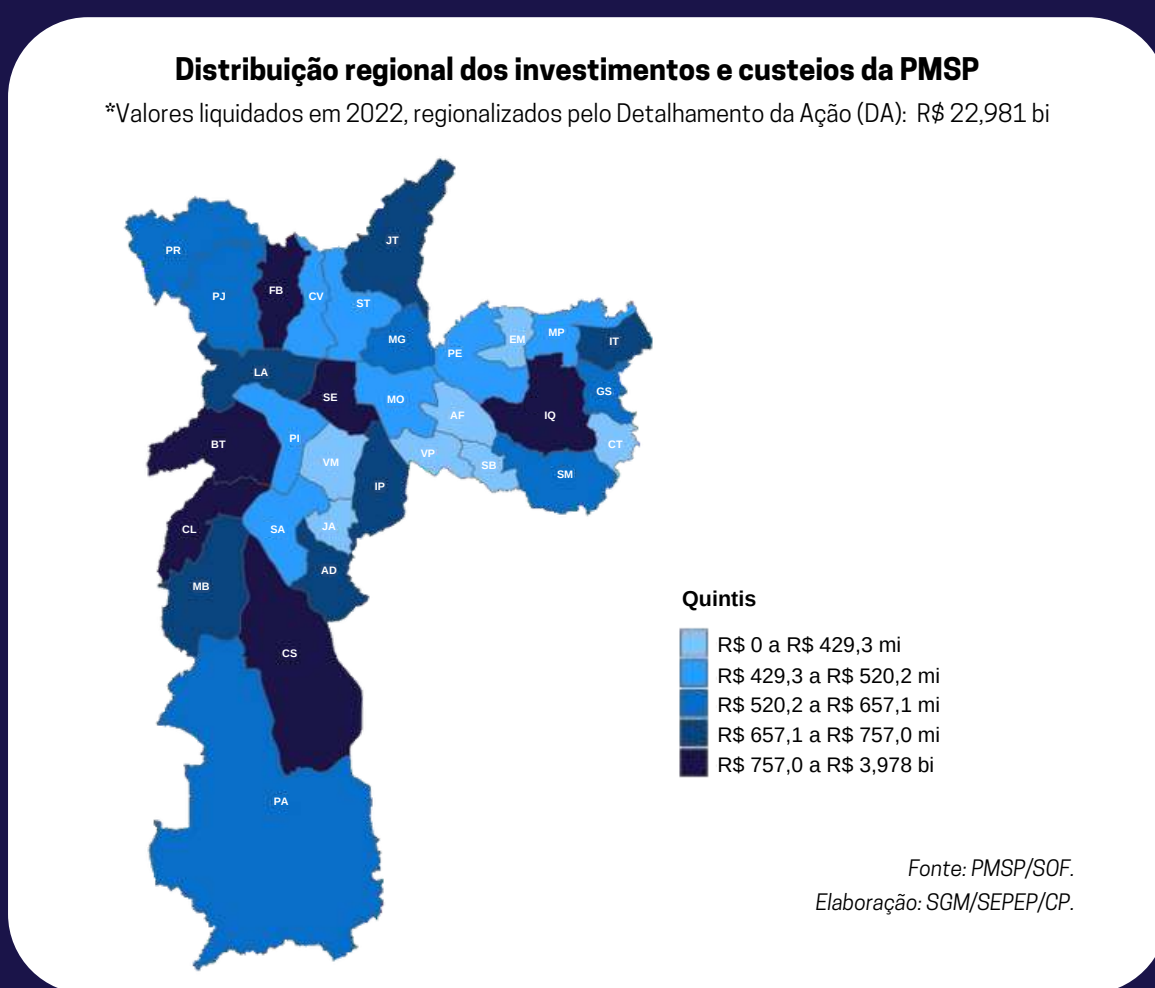 Distribuição regional dos investimentos e custeios da PMSP
*Valores liquidados em 2022, regionalizados pelo Detalhamento da Ação (DA): R$ 22,981 bi
JT
PR
PJ
FB
CV
ST
MG
PE
EM
MP
IT
LA
SE
MO
AF
IQ
GS
BT
PI
VM
VP
SB
CT
SM
IP
CL
SA
JA
MB
AD
CS
PA
Quintis
R$ 0 a R$ 429,3 mi
R$ 429,3 a R$ 520,2 mi
R$ 520,2 a R$ 657,1 mi
R$ 657,1 a R$ 757,0 mi
R$ 757,0 a R$ 3,978 bi
Fonte: PMSP/SOF.
Elaboração: SGM/SEPEP/CP.